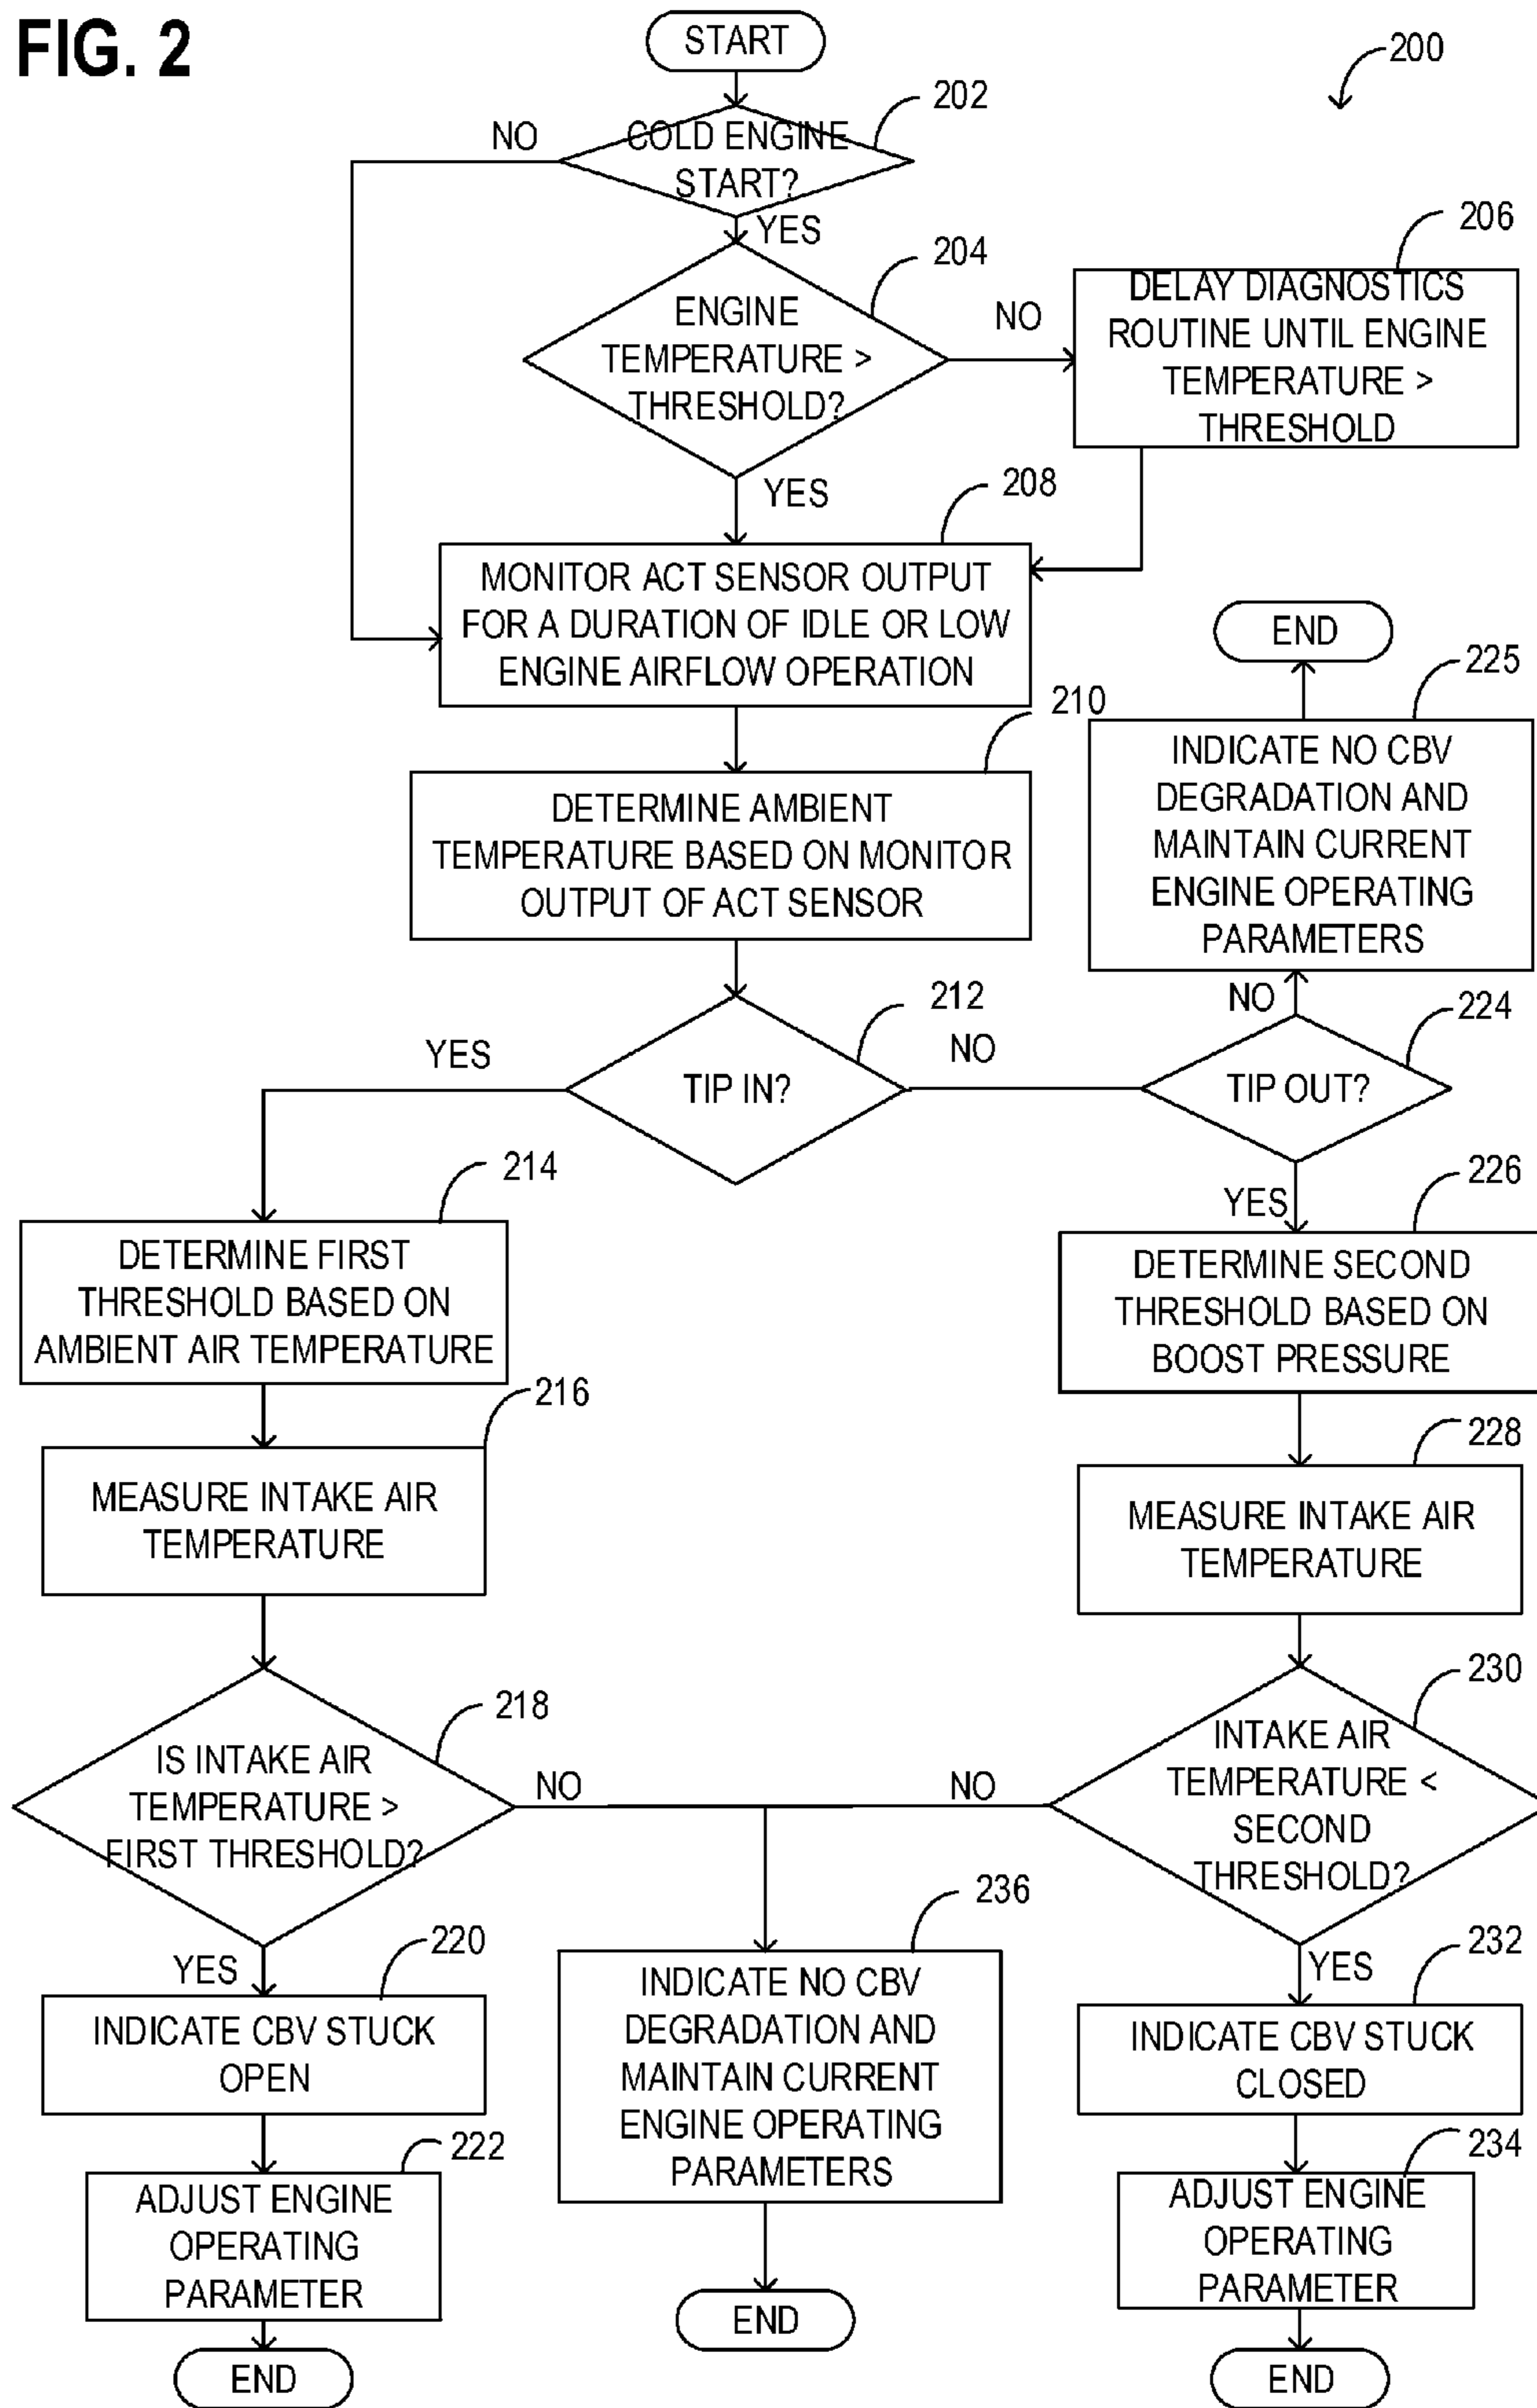 FIG. 2
START
200
202
NO
COLD ENGINE
START?
YES
204
206
ENGINE
TEMPERATURE >
THRESHOLD?
NO
DELAY DIAGNOSTICS
ROUTINE UNTIL ENGINE
TEMPERATURE >
THRESHOLD
YES
208
MONITOR ACT SENSOR OUTPUT
FOR A DURATION OF IDLE OR LOW
ENGINE AIRFLOW OPERATION
END
225
210
DETERMINE AMBIENT
TEMPERATURE BASED ON MONITOR
OUTPUT OF ACT SENSOR
INDICATE NO CBV
DEGRADATION AND
MAINTAIN CURRENT
ENGINE OPERATING
PARAMETERS
212
NO
224
YES
TIP IN?
NO
TIP OUT?
214
YES
226
DETERMINE FIRST
THRESHOLD BASED ON
AMBIENT AIR TEMPERATURE
DETERMINE SECOND
THRESHOLD BASED ON
BOOST PRESSURE
216
228
MEASURE INTAKE AIR
TEMPERATURE
MEASURE INTAKE AIR
TEMPERATURE
218
230
IS INTAKE AIR
TEMPERATURE >
FIRST THRESHOLD?
NO
NO
INTAKE AIR
TEMPERATURE <
SECOND
THRESHOLD?
236
YES
220
YES
232
INDICATE CBV STUCK
OPEN
INDICATE NO CBV
DEGRADATION AND
MAINTAIN CURRENT
ENGINE OPERATING
PARAMETERS
INDICATE CBV STUCK
CLOSED
222
234
ADJUST ENGINE
OPERATING
PARAMETER
ADJUST ENGINE
OPERATING
PARAMETER
END
END
END